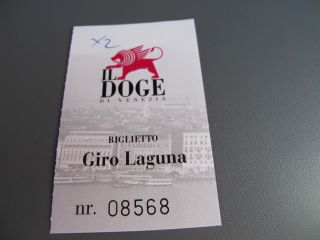 x2
IL
DOGE
DI VENEZIA
BIGLIETTO
Giro Laguna
nr. 08568